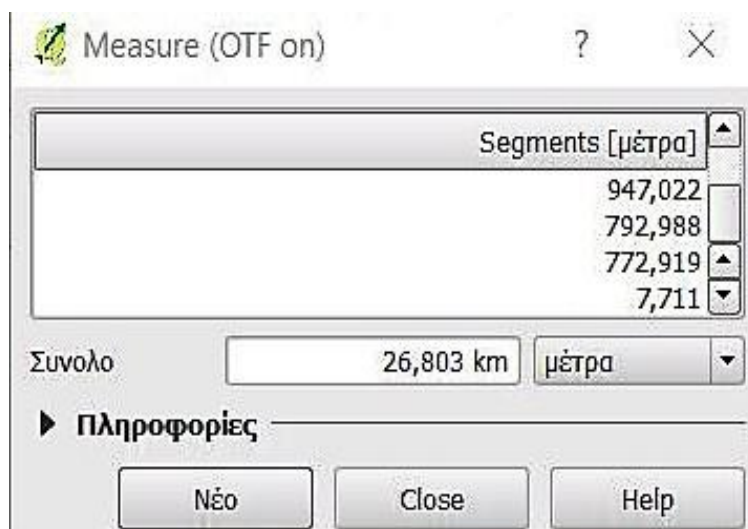 Measure (OTF on) ?
Segments [μέτρα]
947,022
792,988
772,919
7,711
Συνολο 26,803 km μέτρα
Πληροφορίες
Νέο Close Help